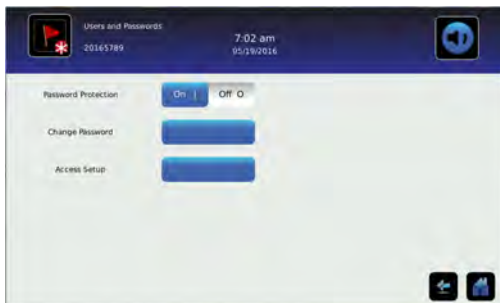 Users and Passwords
20165789
7:02 am
05/19/2016
Password Protection
On |
Off O
Change Password
Access Setup